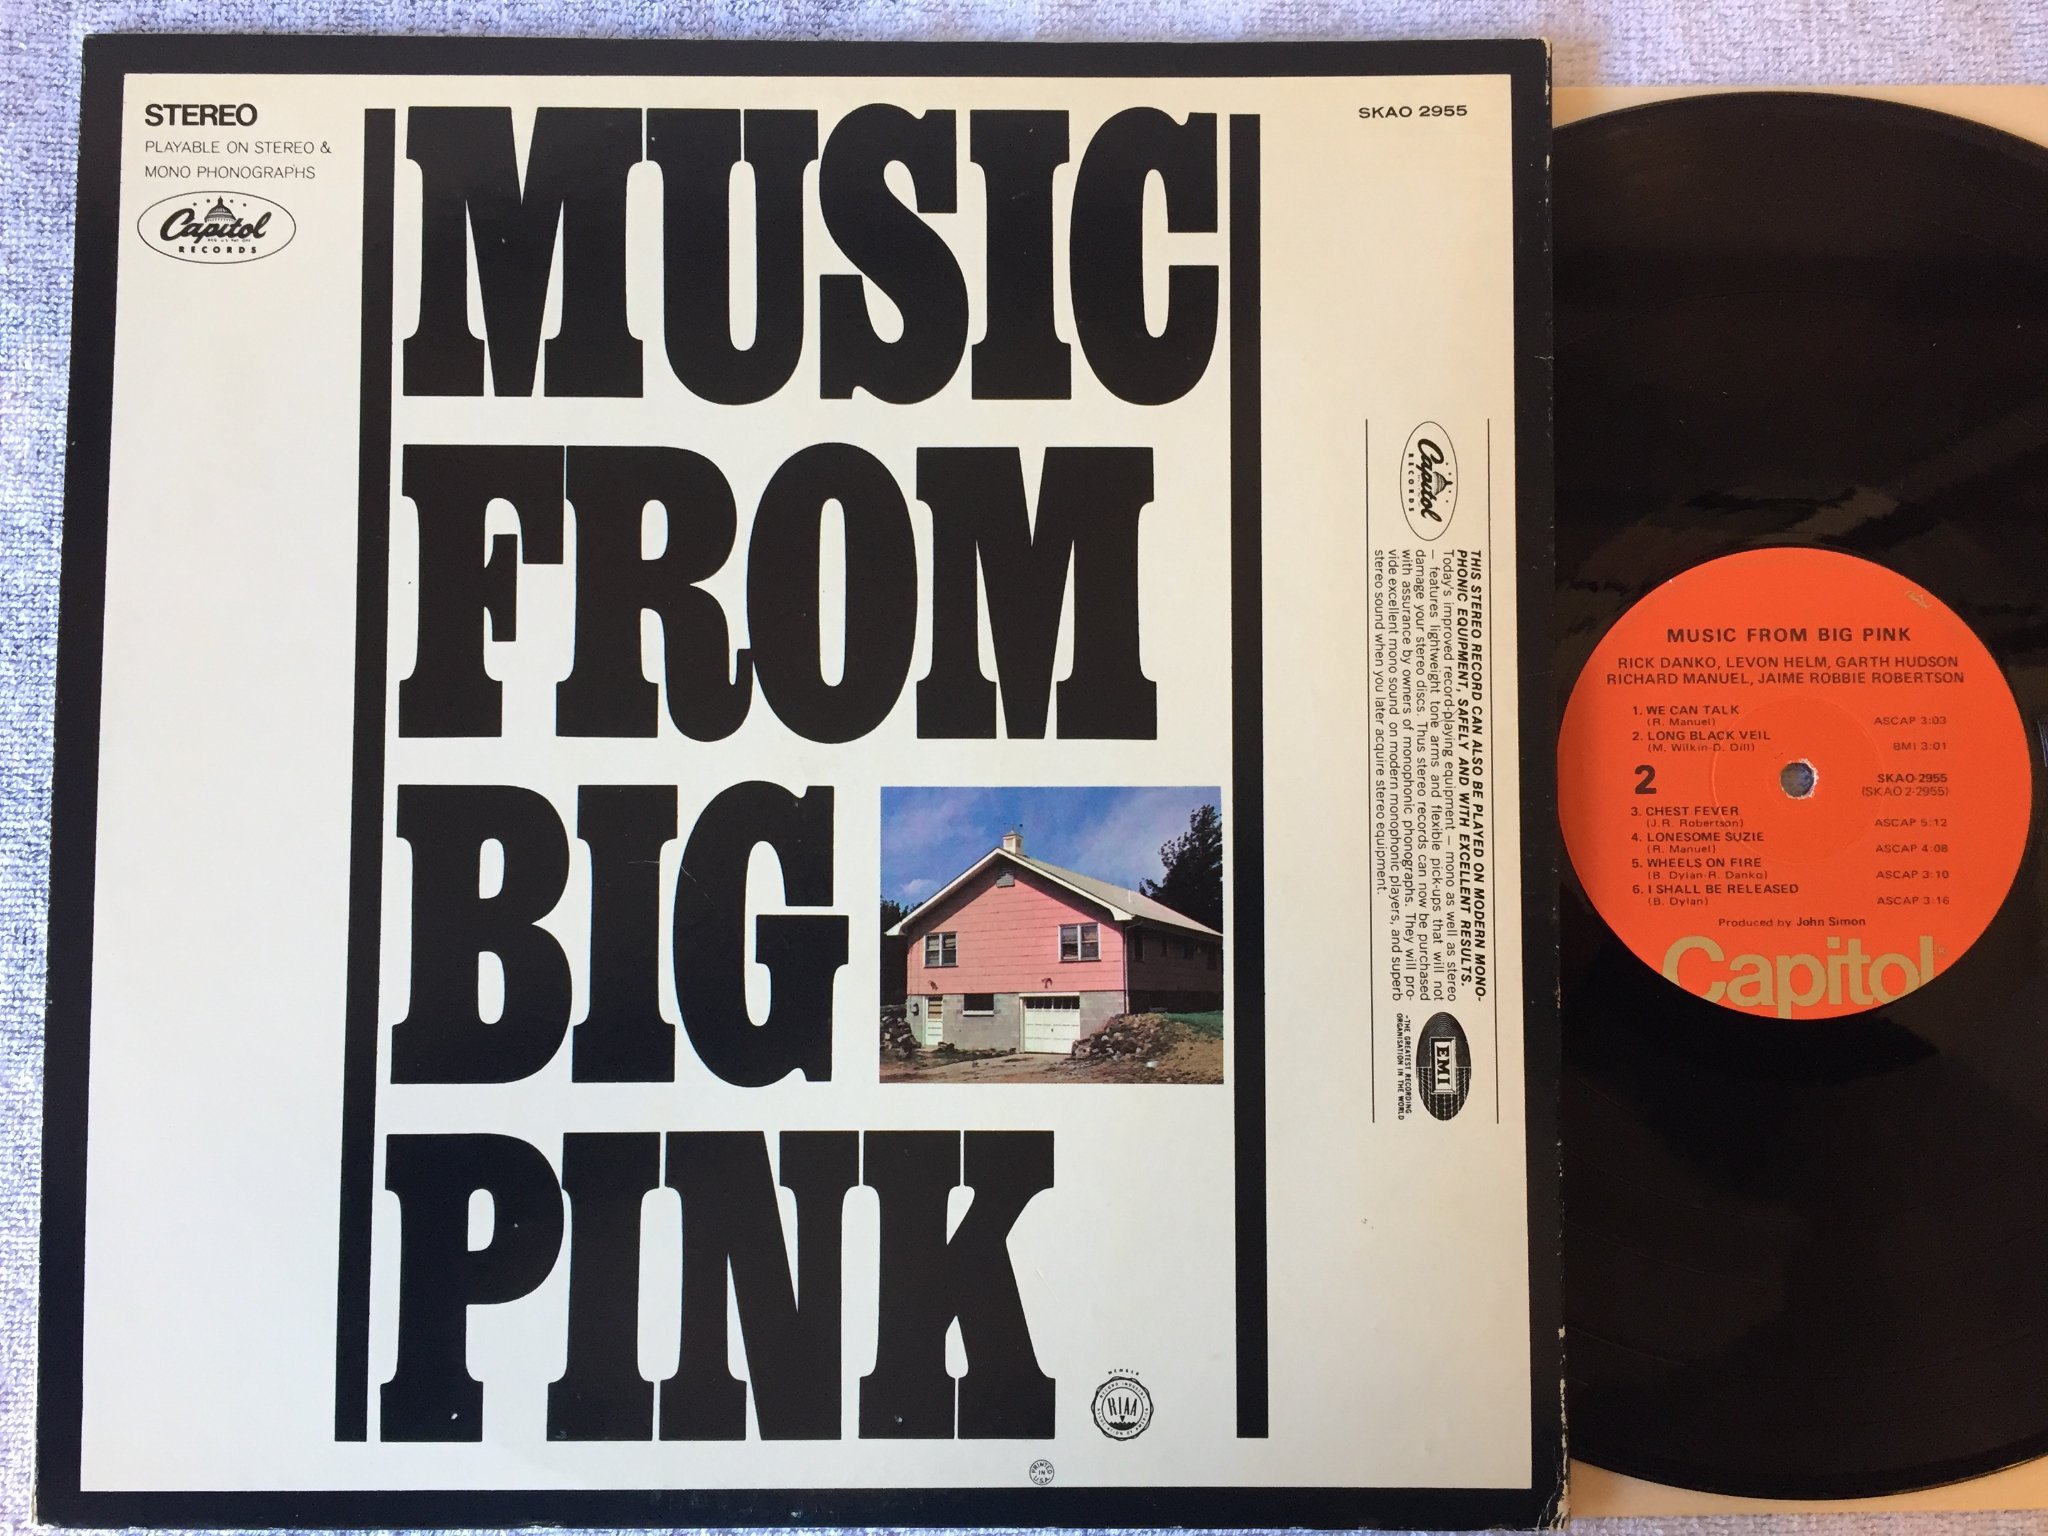 STEREO
PLAYABLE ON STEREO &
MONO PHONOGRAPHS
Capitol
RECORDS
SKAO 2955
MUSIC
FROM
BIG
PINK
Capitol
RECORDS
THIS STEREO RECORD CAN ALSO BE PLAYED ON MODERN MONO-
PHONIC EQUIPMENT, SAFELY AND WITH EXCELLENT RESULTS.
Today's improved record-playing equipment — mono as well as stereo
— features lightweight tone arms and flexible pick-ups that will not
damage your stereo discs. Thus stereo records can now be purchased
with assurance by owners of monophonic phonographs. They will pro-
vide excellent mono sound on modern monophonic players, and superb
stereo sound when you later acquire stereo equipment.
EMI
-THE GREATEST RECORDING
ORGANISATION IN THE WORLD
MEMBER
RIAA
PRINTED
IN
U.S.A.
MUSIC FROM BIG PINK
RICK DANKO, LEVON HELM, GARTH HUDSON
RICHARD MANUEL, JAIME ROBBIE ROBERTSON
1. WE CAN TALK
(R. Manuel) ASCAP 3:03
2. LONG BLACK VEIL
(M. Wilkin-D. Dill) BMI 3:01
2 SKAO-2955
(SKAO 2-2955)
3. CHEST FEVER
(J.R. Robertson) ASCAP 5:12
4. LONESOME SUZIE
(R. Manuel) ASCAP 4:08
5. WHEELS ON FIRE
(B. Dylan-R. Danko) ASCAP 3:10
6. I SHALL BE RELEASED
(B. Dylan) ASCAP 3:16
Produced by John Simon
Capitol